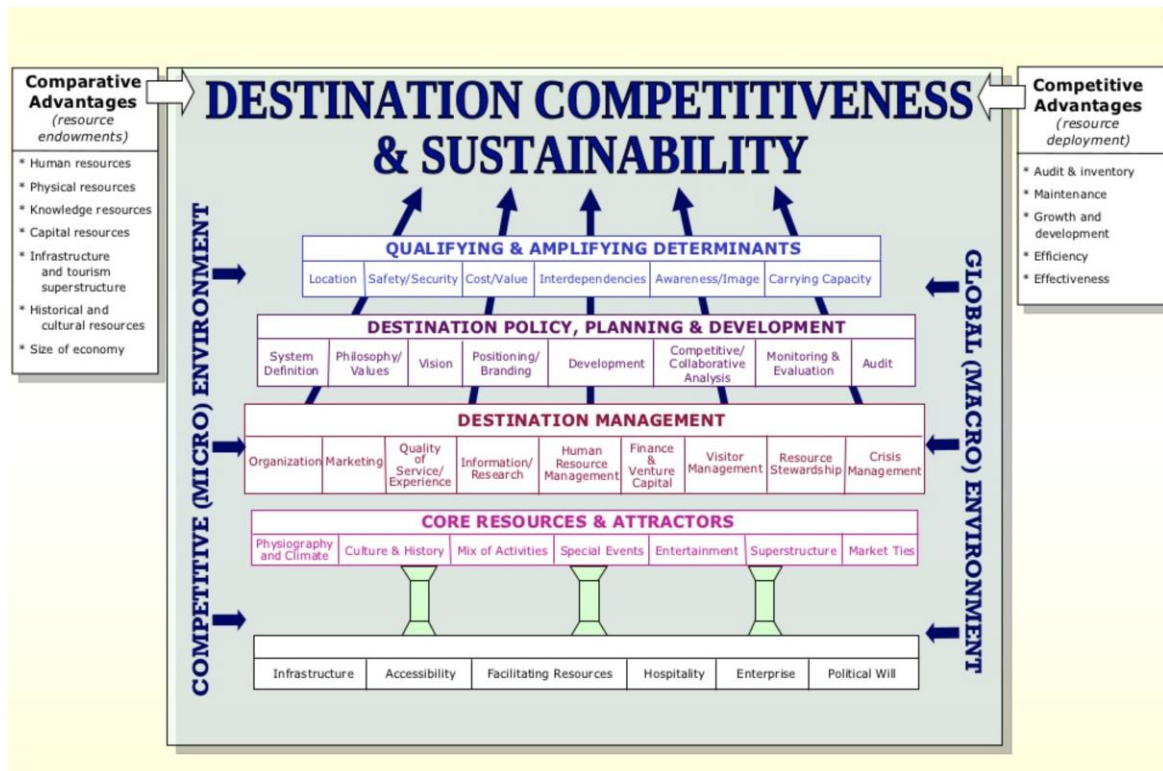 DESTINATION COMPETITIVENESS
& SUSTAINABILITY
Comparative
Advantages
(resource
endowments)
* Human resources
* Physical resources
* Knowledge resources
* Capital resources
* Infrastructure
and tourism
superstructure
* Historical and
cultural resources
* Size of economy
Competitive
Advantages
(resource
deployment)
* Audit & inventory
* Maintenance
* Growth and
development
* Efficiency
* Effectiveness
COMPETITIVE (MICRO) ENVIRONMENT
GLOBAL (MACRO) ENVIRONMENT
QUALIFYING & AMPLIFYING DETERMINANTS
Location Safety/Security Cost/Value Interdependencies Awareness/Image Carrying Capacity
DESTINATION POLICY, PLANNING & DEVELOPMENT
System
Definition
Philosophy/
Values
Vision
Positioning/
Branding
Development
Competitive/
Collaborative
Analysis
Monitoring &
Evaluation
Audit
DESTINATION MANAGEMENT
Organization
Marketing
Quality
of
Service/
Experience
Information/
Research
Human
Resource
Management
Finance
&
Venture
Capital
Visitor
Management
Resource
Stewardship
Crisis
Management
CORE RESOURCES & ATTRACTORS
Physiography
and Climate
Culture & History
Mix of Activities
Special Events
Entertainment
Superstructure
Market Ties
Infrastructure Accessibility Facilitating Resources Hospitality Enterprise Political Will